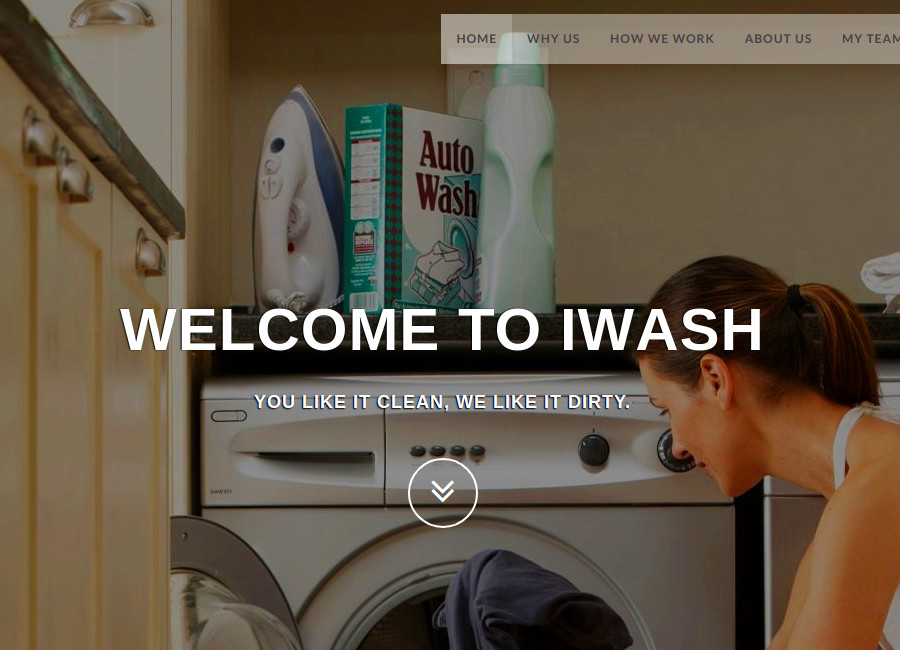 HOME WHY US HOW WE WORK ABOUT US MY TEAM
Auto
Wash
WELCOME TO IWASH
YOU LIKE IT CLEAN, WE LIKE IT DIRTY.